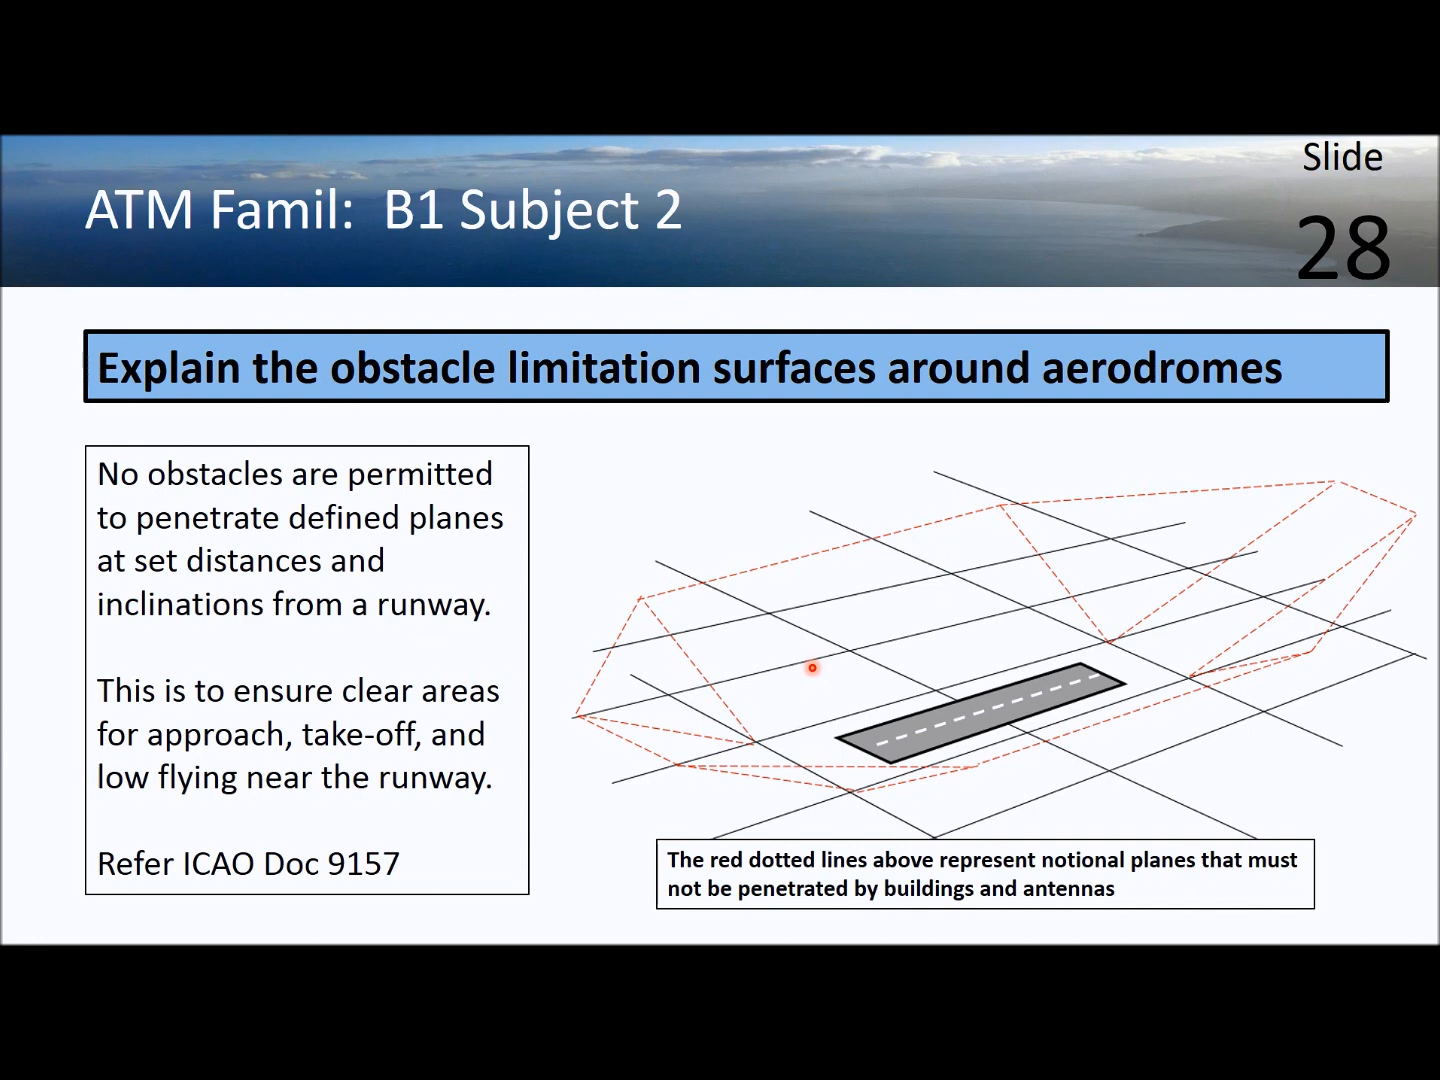 Slide
28
ATM Famil:  B1 Subject 2
Explain the obstacle limitation surfaces around aerodromes
No obstacles are permitted
to penetrate defined planes
at set distances and
inclinations from a runway.
This is to ensure clear areas
for approach, take-off, and
low flying near the runway.
Refer ICAO Doc 9157
The red dotted lines above represent notional planes that must
not be penetrated by buildings and antennas